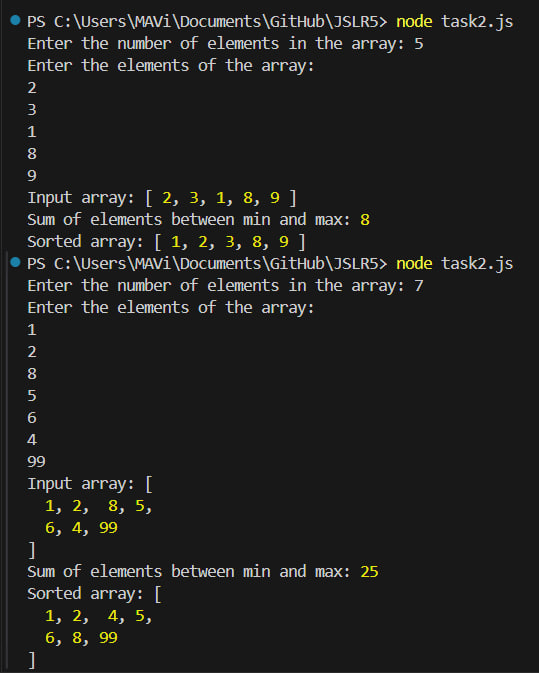 PS C:\Users\MAVi\Documents\GitHub\JSLR5> node task2.js
Enter the number of elements in the array: 5
Enter the elements of the array:
2
3
1
8
9
Input array: [ 2, 3, 1, 8, 9 ]
Sum of elements between min and max: 8
Sorted array: [ 1, 2, 3, 8, 9 ]
PS C:\Users\MAVi\Documents\GitHub\JSLR5> node task2.js
Enter the number of elements in the array: 7
Enter the elements of the array:
1
2
8
5
6
4
99
Input array: [
  1, 2,  8, 5,
  6, 4, 99
]
Sum of elements between min and max: 25
Sorted array: [
  1, 2,  4, 5,
  6, 8, 99
]